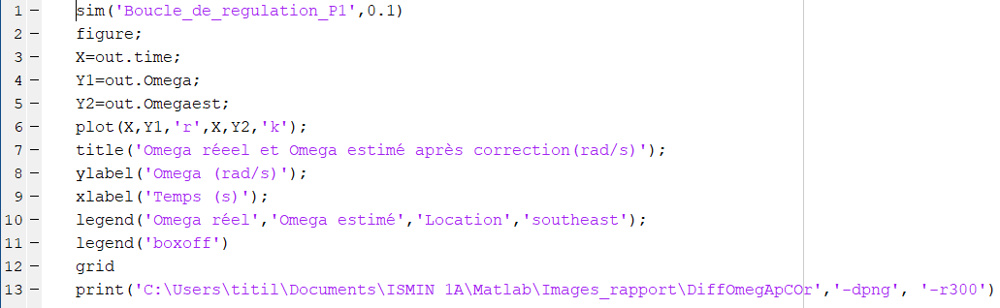 1 – sim('Boucle_de_regulation_P1',0.1)
2 – figure;
3 – X=out.time;
4 – Y1=out.Omega;
5 – Y2=out.Omegaest;
6 – plot(X,Y1,'r',X,Y2,'k');
7 – title('Omega réeel et Omega estimé après correction(rad/s)');
8 – ylabel('Omega (rad/s)');
9 – xlabel('Temps (s)');
10 – legend('Omega réel','Omega estimé','Location','southeast');
11 – legend('boxoff')
12 – grid
13 – print('C:\Users\titil\Documents\ISMIN 1A\Matlab\Images_rapport\DiffOmegApCOr','-dpng', '-r300')